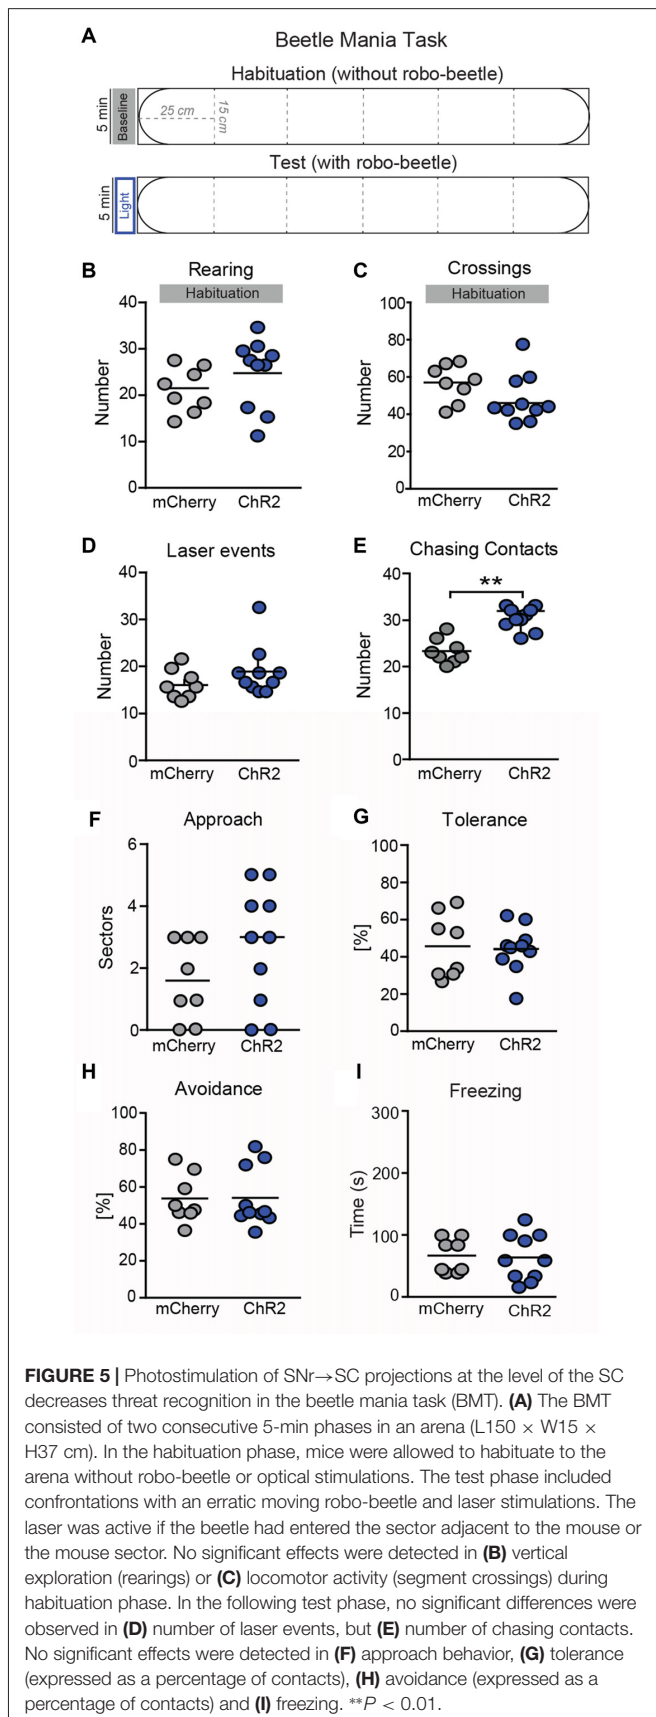 A
Beetle Mania Task
Habituation (without robo-beetle)
5 min
Baseline
25 cm
15 cm
Test (with robo-beetle)
5 min
Light
B
Rearing
Habituation
Number
40
30
20
10
0
mCherry ChR2
C
Crossings
Habituation
Number
100
80
60
40
20
0
mCherry ChR2
D
Laser events
Number
40
30
20
10
0
mCherry ChR2
E
Chasing Contacts
**
Number
40
30
20
10
0
mCherry ChR2
F
Approach
Sectors
6
4
2
0
mCherry ChR2
G
Tolerance
[%]
100
80
60
40
20
0
mCherry ChR2
H
Avoidance
[%]
100
80
60
40
20
0
mCherry ChR2
I
Freezing
Time (s)
300
200
100
0
mCherry ChR2
FIGURE 5 | Photostimulation of SNr→SC projections at the level of the SC
decreases threat recognition in the beetle mania task (BMT). (A) The BMT
consisted of two consecutive 5-min phases in an arena (L150 × W15 ×
H37 cm). In the habituation phase, mice were allowed to habituate to the
arena without robo-beetle or optical stimulations. The test phase included
confrontations with an erratic moving robo-beetle and laser stimulations. The
laser was active if the beetle had entered the sector adjacent to the mouse or
the mouse sector. No significant effects were detected in (B) vertical
exploration (rearings) or (C) locomotor activity (segment crossings) during
habituation phase. In the following test phase, no significant differences were
observed in (D) number of laser events, but (E) number of chasing contacts.
No significant effects were detected in (F) approach behavior, (G) tolerance
(expressed as a percentage of contacts), (H) avoidance (expressed as a
percentage of contacts) and (I) freezing. **P < 0.01.